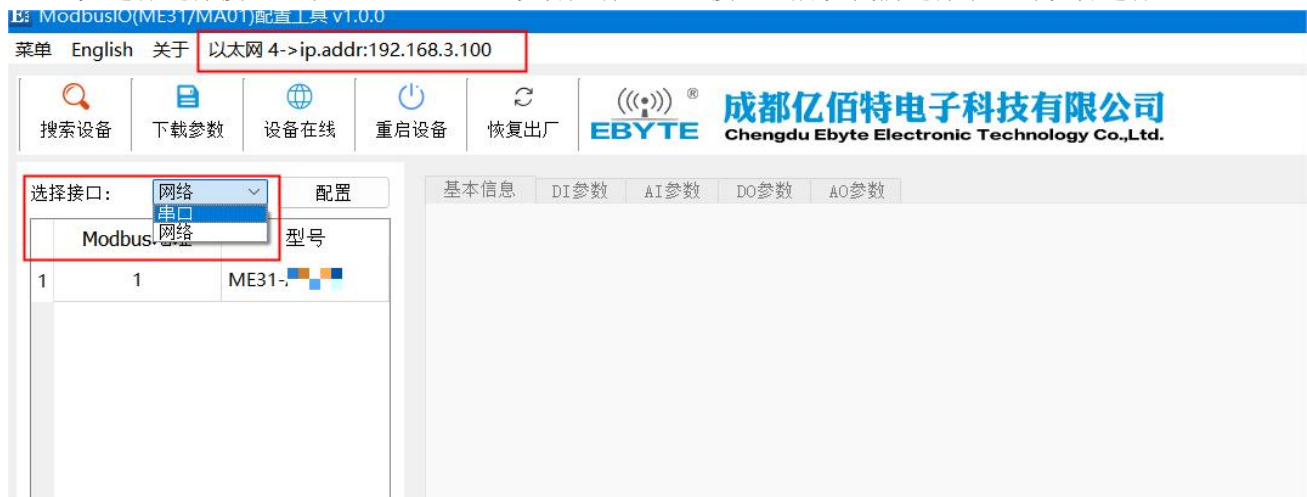 ModbusIO(ME31/MA01)配置工具 v1.0.0
菜单 English 关于 以太网 4->ip.addr:192.168.3.100
搜索设备 下载参数 设备在线 重启设备 恢复出厂
EBYTE ®
成都亿佰特电子科技有限公司
Chengdu Ebyte Electronic Technology Co.,Ltd.
选择接口: 网络 配置
串口
网络
基本信息 DI参数 AI参数 DO参数 AO参数
Modbus 型号
1 1 ME31-